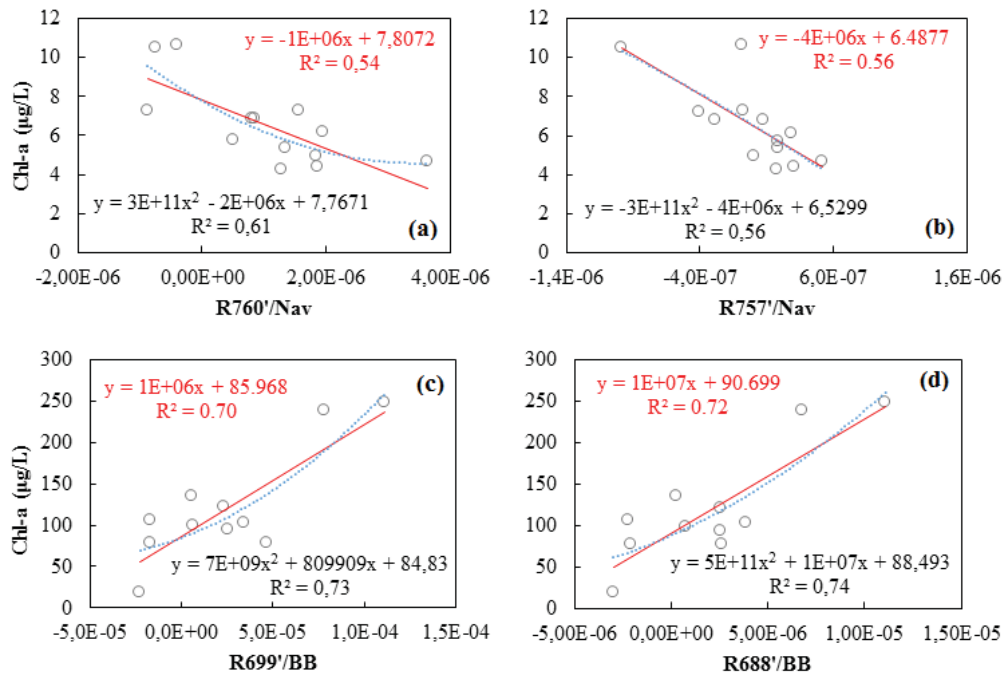 12
10
8
6
4
2
0
Chl-a (µg/L)
y = -1E+06x + 7,8072
R² = 0,54
y = 3E+11x² - 2E+06x + 7,7671
R² = 0,61
(a)
-2,00E-06 0,00E+00 2,00E-06 4,00E-06
R760'/Nav
12
10
8
6
4
2
0
y = -4E+06x + 6.4877
R² = 0.56
y = -3E+11x² - 4E+06x + 6,5299
R² = 0,56
(b)
-1,4E-06 -4,0E-07 6,0E-07 1,6E-06
R757'/Nav
300
250
200
150
100
50
0
Chl-a (µg/L)
y = 1E+06x + 85.968
R² = 0.70
(c)
y = 7E+09x² + 809909x + 84,83
R² = 0,73
-5,0E-05 0,0E+00 5,0E-05 1,0E-04 1,5E-04
R699'/BB
300
250
200
150
100
50
0
y = 1E+07x + 90.699
R² = 0.72
(d)
y = 5E+11x² + 1E+07x + 88,493
R² = 0,74
-5,00E-06 0,00E+00 5,00E-06 1,00E-05 1,50E-05
R688'/BB